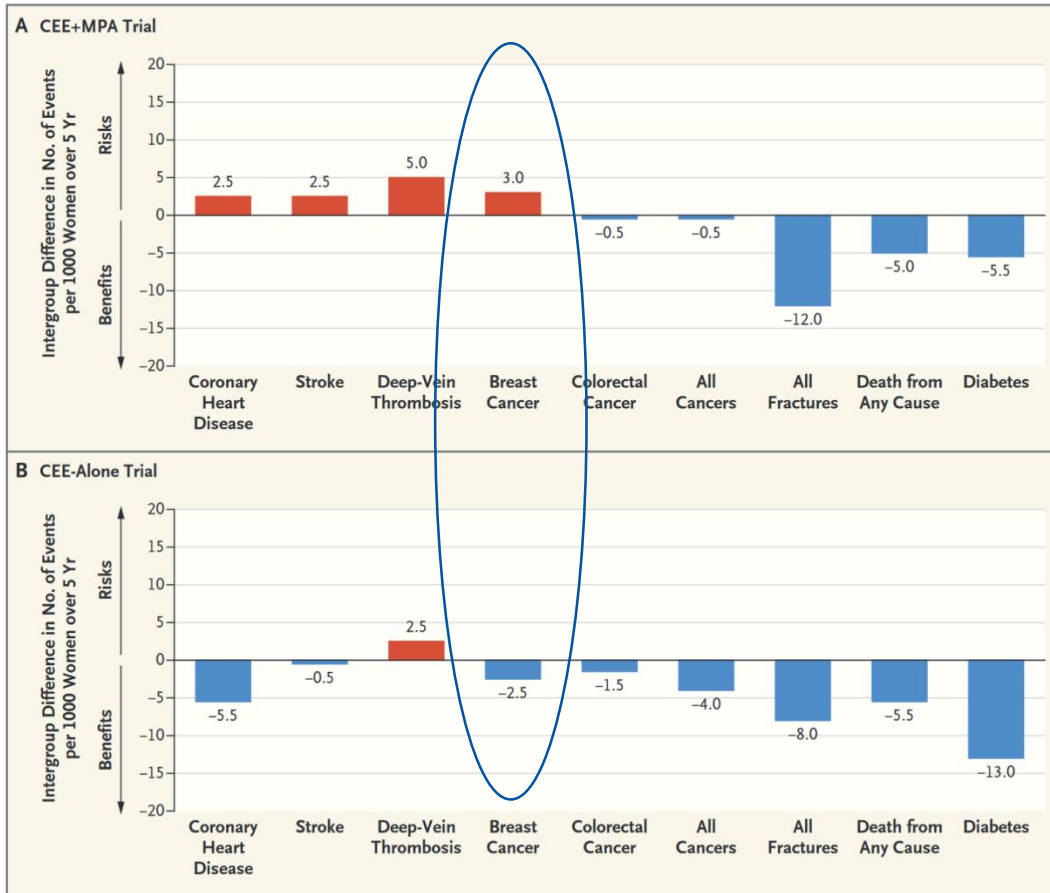 A CEE+MPA Trial
Intergroup Difference in No. of Events
per 1000 Women over 5 Yr
Risks
Benefits
20
15
10
5
0
−5
−10
−15
−20
2.5
2.5
5.0
3.0
−0.5
−0.5
−12.0
−5.0
−5.5
Coronary
Heart
Disease
Stroke
Deep-Vein
Thrombosis
Breast
Cancer
Colorectal
Cancer
All
Cancers
All
Fractures
Death from
Any Cause
Diabetes
B CEE-Alone Trial
Intergroup Difference in No. of Events
per 1000 Women over 5 Yr
Risks
Benefits
20
15
10
5
0
−5
−10
−15
−20
−5.5
−0.5
2.5
−2.5
−1.5
−4.0
−8.0
−5.5
−13.0
Coronary
Heart
Disease
Stroke
Deep-Vein
Thrombosis
Breast
Cancer
Colorectal
Cancer
All
Cancers
All
Fractures
Death from
Any Cause
Diabetes